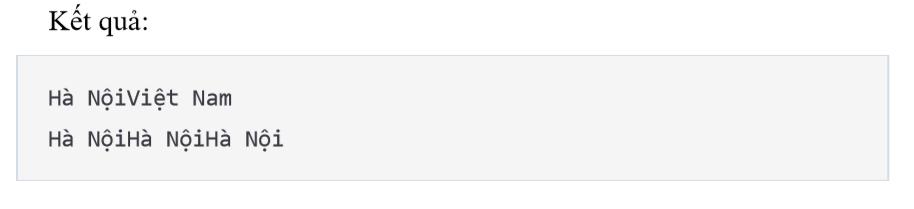 Kết quả:
Hà NộiViệt Nam
Hà NộiHà NộiHà Nội